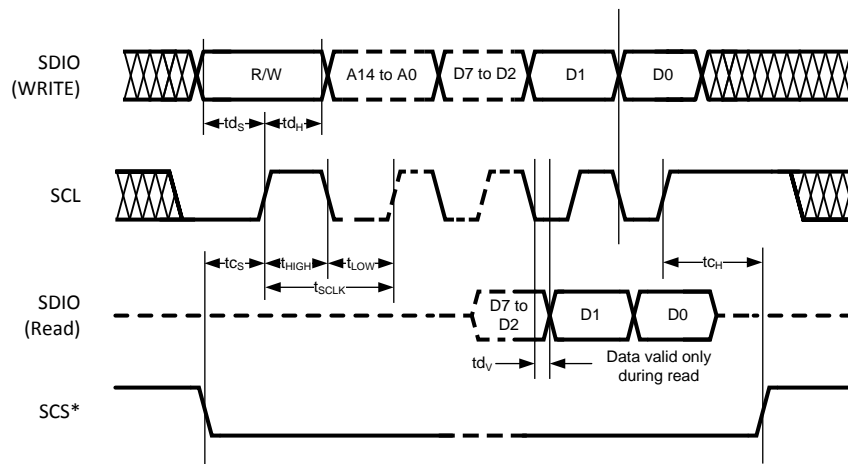 SDIO
(WRITE)
R/W
A14 to A0
D7 to D2
D1
D0
tdS
tdH
SCL
tcS
tHIGH
tLOW
tSCLK
tcH
SDIO
(Read)
D7 to
D2
D1
D0
tdV
Data valid only
during read
SCS*